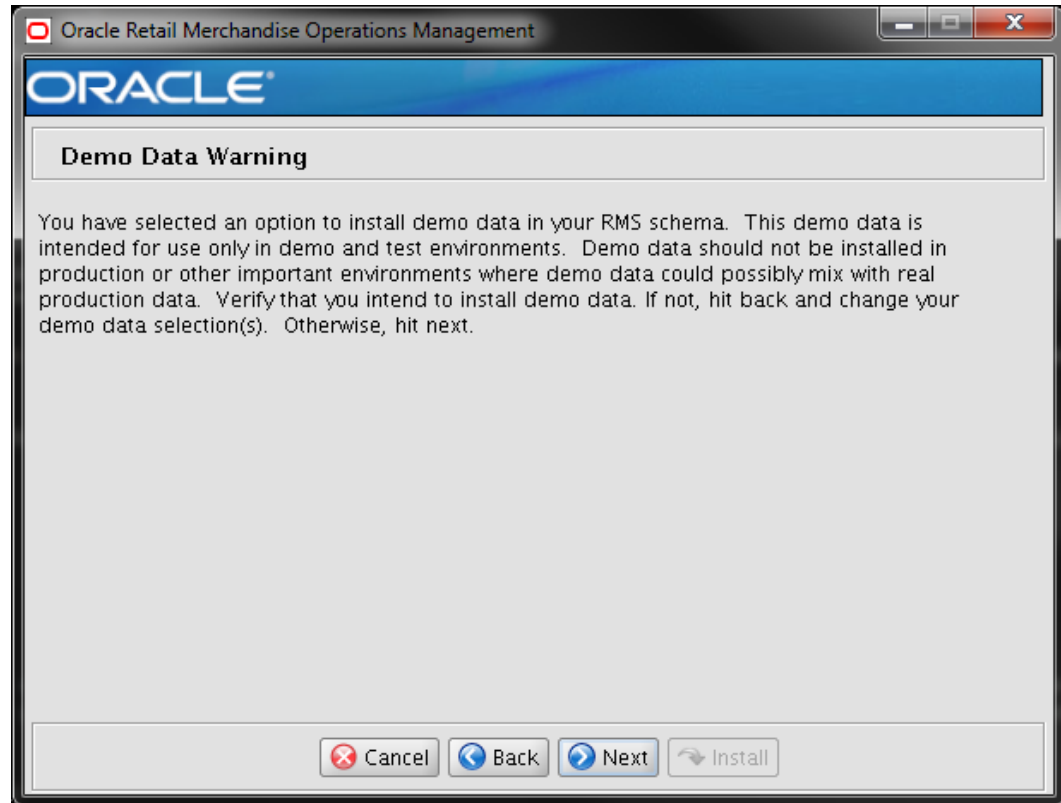 Oracle Retail Merchandise Operations Management
ORACLE
Demo Data Warning
You have selected an option to install demo data in your RMS schema.  This demo data is
intended for use only in demo and test environments.  Demo data should not be installed in
production or other important environments where demo data could possibly mix with real
production data.  Verify that you intend to install demo data. If not, hit back and change your
demo data selection(s).  Otherwise, hit next.
Cancel Back Next Install